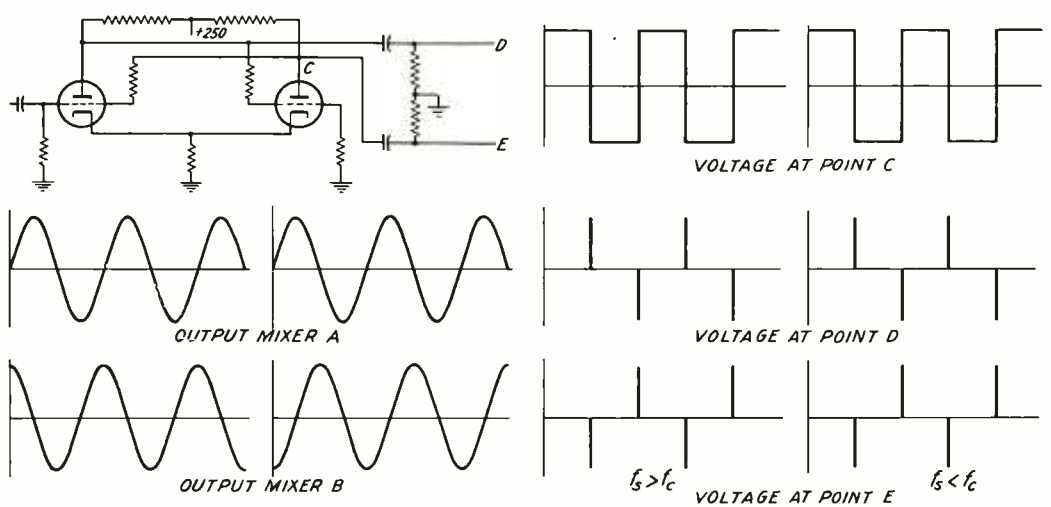 +250
D
C
E
VOLTAGE AT POINT C
OUTPUT MIXER A
VOLTAGE AT POINT D
OUTPUT MIXER B
fs>fc
fs<fc
VOLTAGE AT POINT E